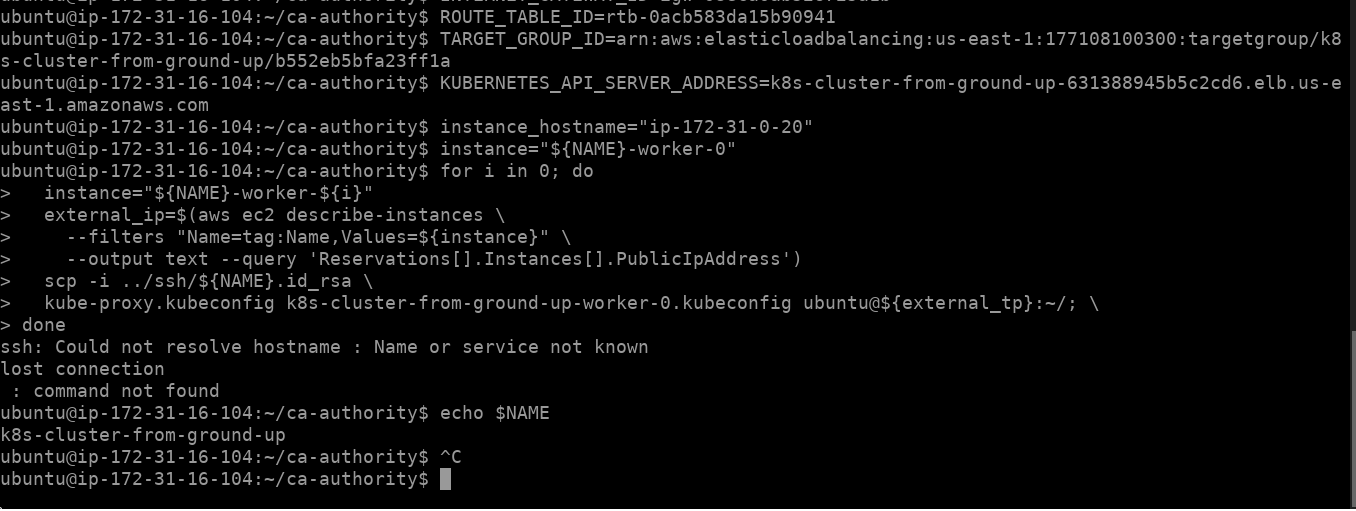 ubuntu@ip-172-31-16-104:~/ca-authority$ ROUTE_TABLE_ID=rtb-0acb583da15b90941
ubuntu@ip-172-31-16-104:~/ca-authority$ TARGET_GROUP_ID=arn:aws:elasticloadbalancing:us-east-1:177108100300:targetgroup/k8
s-cluster-from-ground-up/b552eb5bfa23ff1a
ubuntu@ip-172-31-16-104:~/ca-authority$ KUBERNETES_API_SERVER_ADDRESS=k8s-cluster-from-ground-up-631388945b5c2cd6.elb.us-e
ast-1.amazonaws.com
ubuntu@ip-172-31-16-104:~/ca-authority$ instance_hostname="ip-172-31-0-20"
ubuntu@ip-172-31-16-104:~/ca-authority$ instance="${NAME}-worker-0"
ubuntu@ip-172-31-16-104:~/ca-authority$ for i in 0; do
>   instance="${NAME}-worker-${i}"
>   external_ip=$(aws ec2 describe-instances \
>     --filters "Name=tag:Name,Values=${instance}" \
>     --output text --query 'Reservations[].Instances[].PublicIpAddress')
>   scp -i ../ssh/${NAME}.id_rsa \
>   kube-proxy.kubeconfig k8s-cluster-from-ground-up-worker-0.kubeconfig ubuntu@${external_tp}:~/; \
> done
ssh: Could not resolve hostname : Name or service not known
lost connection
 : command not found
ubuntu@ip-172-31-16-104:~/ca-authority$ echo $NAME
k8s-cluster-from-ground-up
ubuntu@ip-172-31-16-104:~/ca-authority$ ^C
ubuntu@ip-172-31-16-104:~/ca-authority$